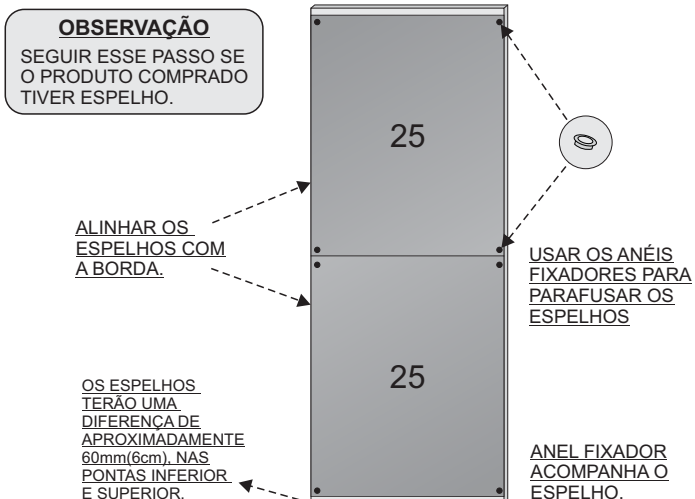 OBSERVAÇÃO
SEGUIR ESSE PASSO SE
O PRODUTO COMPRADO
TIVER ESPELHO.
25
ALINHAR OS
ESPELHOS COM
A BORDA.
USAR OS ANÉIS
FIXADORES PARA
PARAFUSAR OS
ESPELHOS
25
OS ESPELHOS
TERÃO UMA
DIFERENÇA DE
APROXIMADAMENTE
60mm(6cm), NAS
PONTAS INFERIOR
E SUPERIOR.
ANEL FIXADOR
ACOMPANHA O
ESPELHO.